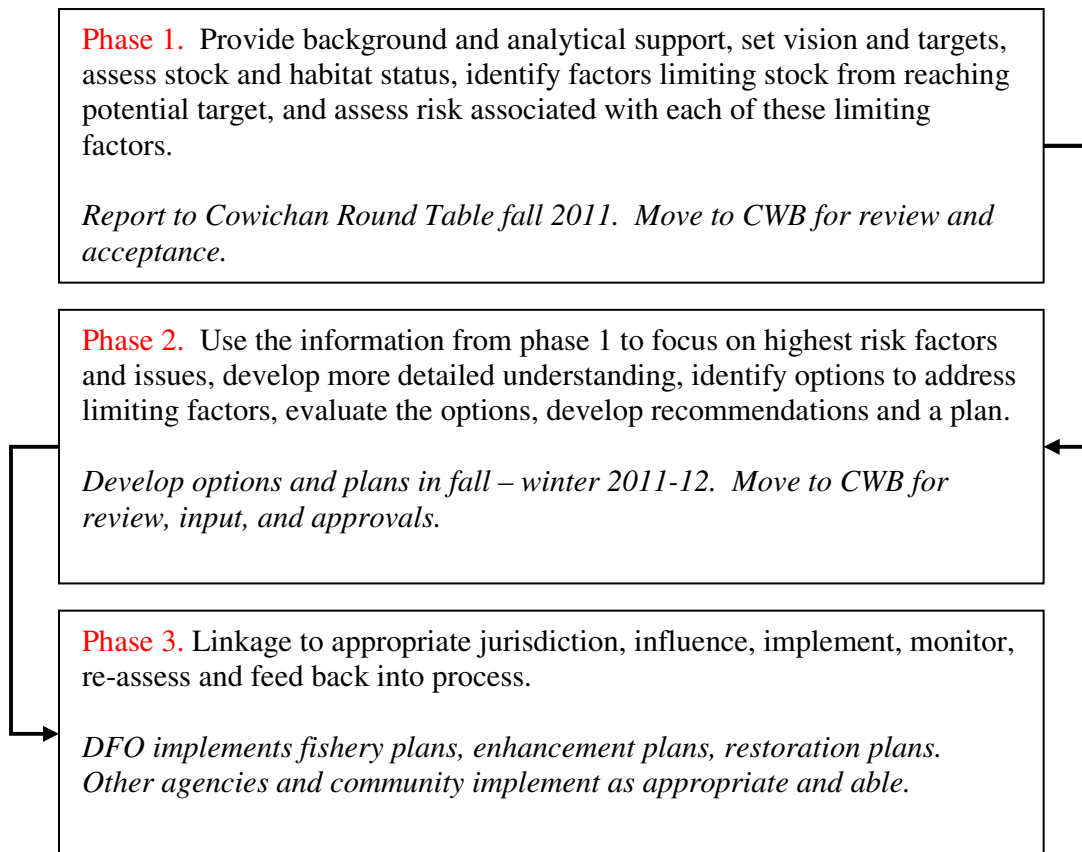 Phase 1.  Provide background and analytical support, set vision and targets,
assess stock and habitat status, identify factors limiting stock from reaching
potential target, and assess risk associated with each of these limiting
factors.
Report to Cowichan Round Table fall 2011.  Move to CWB for review and
acceptance.
Phase 2.  Use the information from phase 1 to focus on highest risk factors
and issues, develop more detailed understanding, identify options to address
limiting factors, evaluate the options, develop recommendations and a plan.
Develop options and plans in fall – winter 2011-12.  Move to CWB for
review, input, and approvals.
Phase 3. Linkage to appropriate jurisdiction, influence, implement, monitor,
re-assess and feed back into process.
DFO implements fishery plans, enhancement plans, restoration plans.
Other agencies and community implement as appropriate and able.